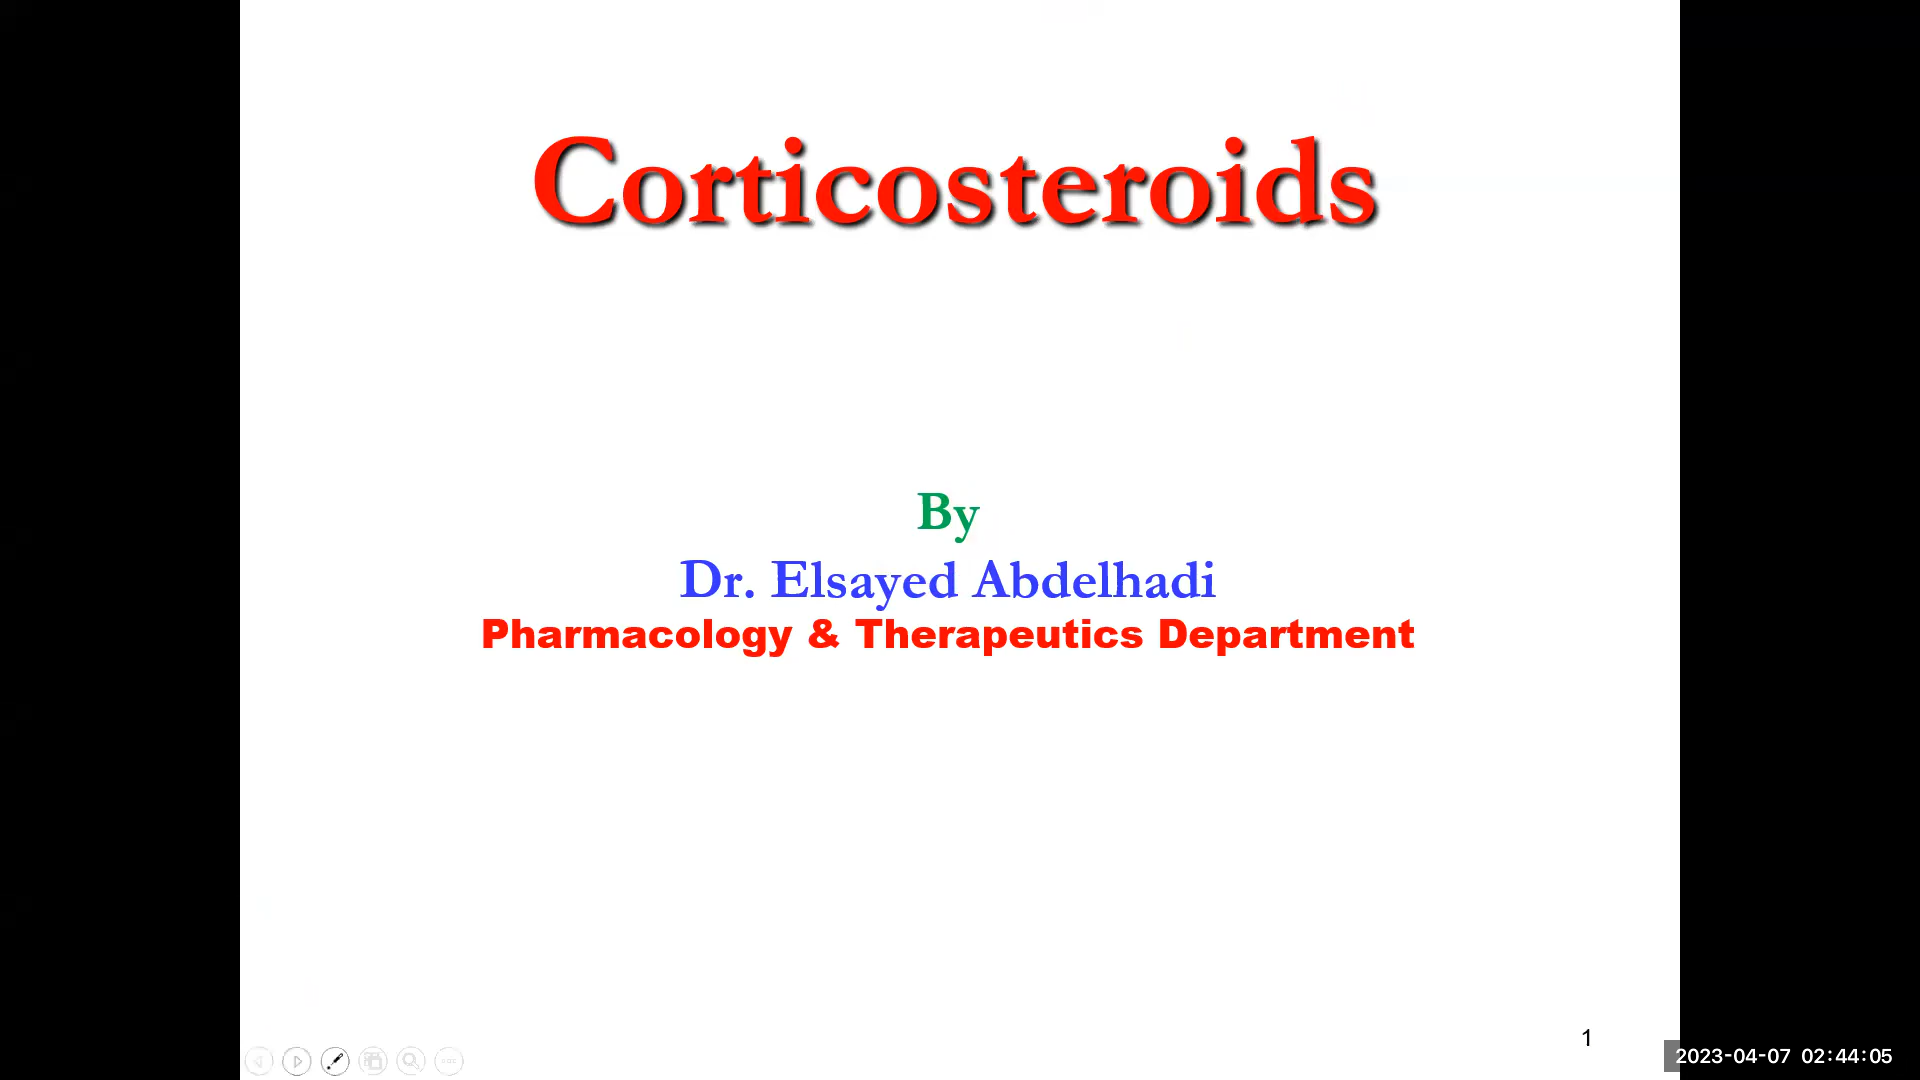 Corticosteroids
By
Dr. Elsayed Abdelhadi
Pharmacology & Therapeutics Department
1
2023-04-07 02:44:05